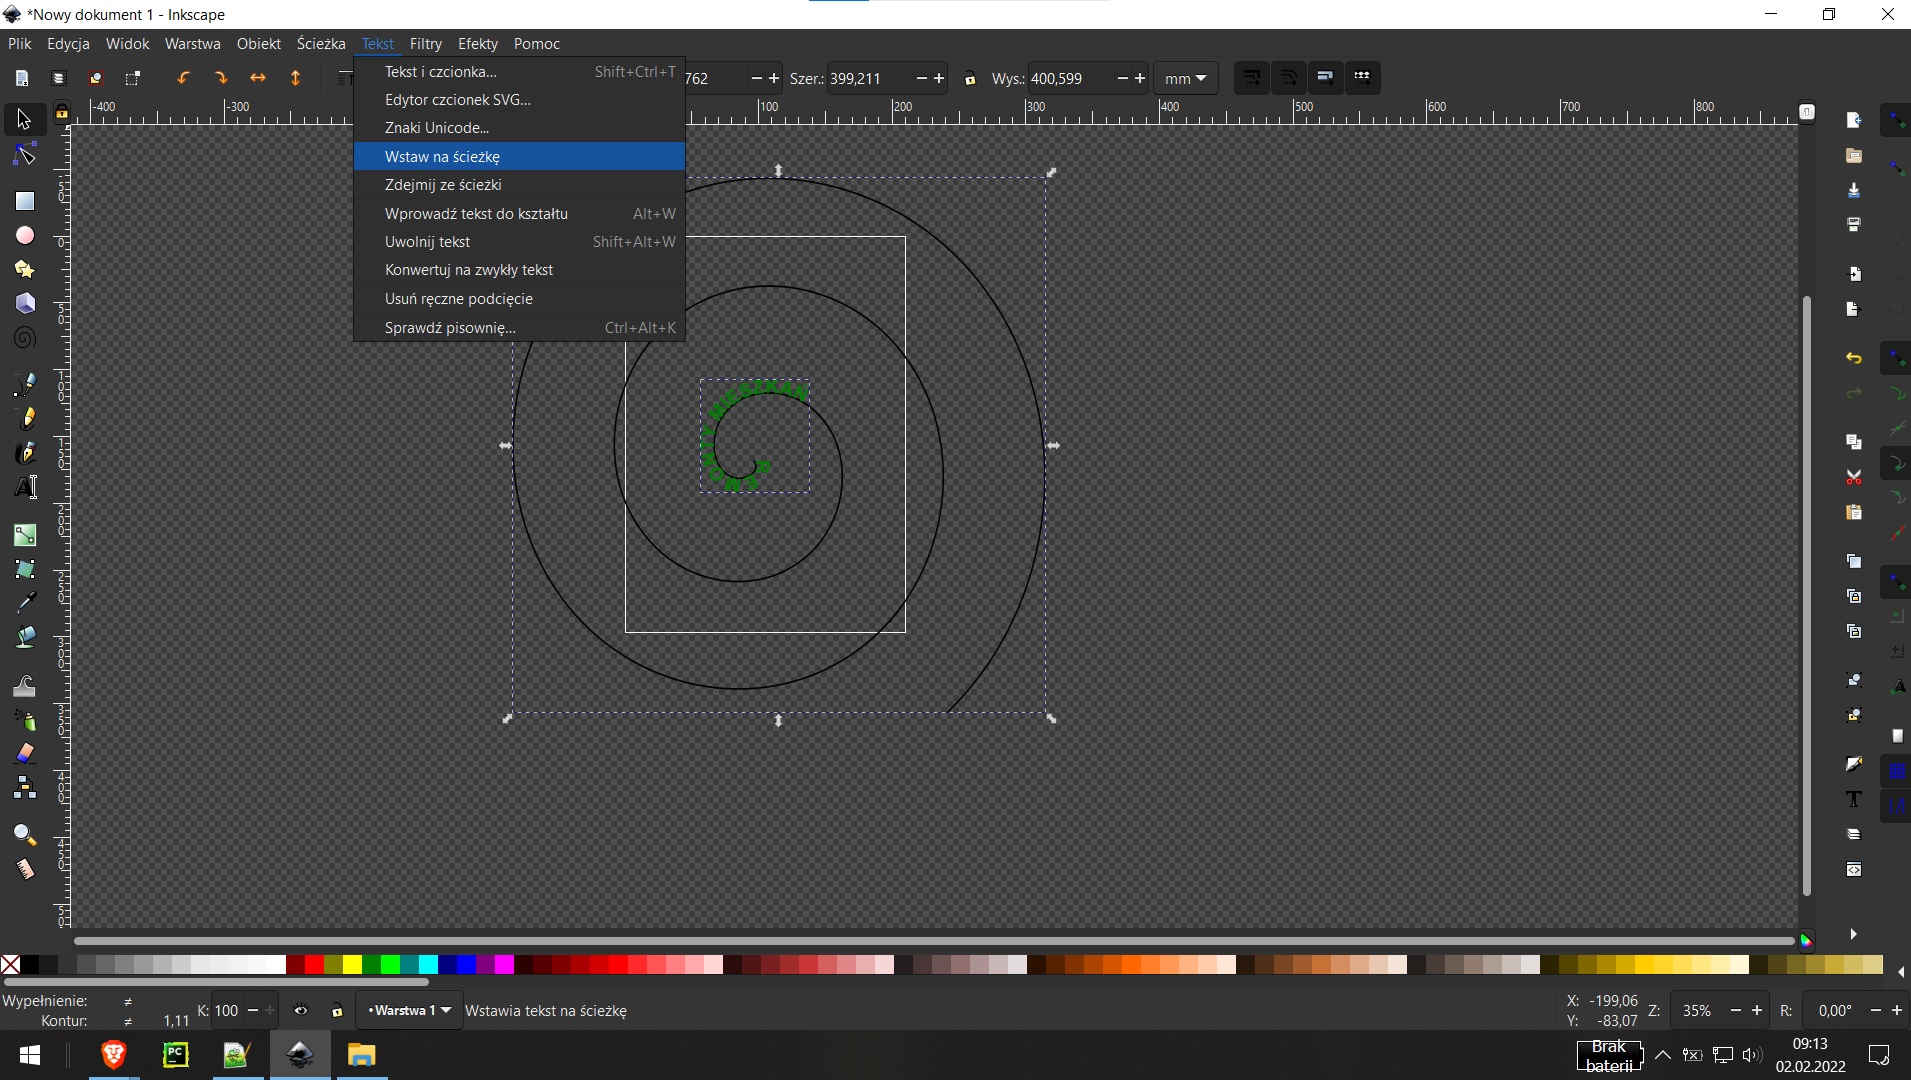 *Nowy dokument 1 - Inkscape
Plik Edycja Widok Warstwa Obiekt Ścieżka Tekst Filtry Efekty Pomoc
762 Szer.: 399,211 Wys.: 400,599 mm
Tekst i czcionka... Shift+Ctrl+T
Edytor czcionek SVG...
Znaki Unicode...
Wstaw na ścieżkę
Zdejmij ze ścieżki
Wprowadź tekst do kształtu Alt+W
Uwolnij tekst Shift+Alt+W
Konwertuj na zwykły tekst
Usuń ręczne podcięcie
Sprawdź pisownię... Ctrl+Alt+K
-400 -300 100 200 300 400 500 600 700 800
Wypełnienie: ≠
Kontur: ≠ 1,11
K: 100
•Warstwa 1
Wstawia tekst na ścieżkę
X: -199,06
Y: -83,07
Z: 35%
R: 0,00°
PC
Brak
baterii
09:13
02.02.2022